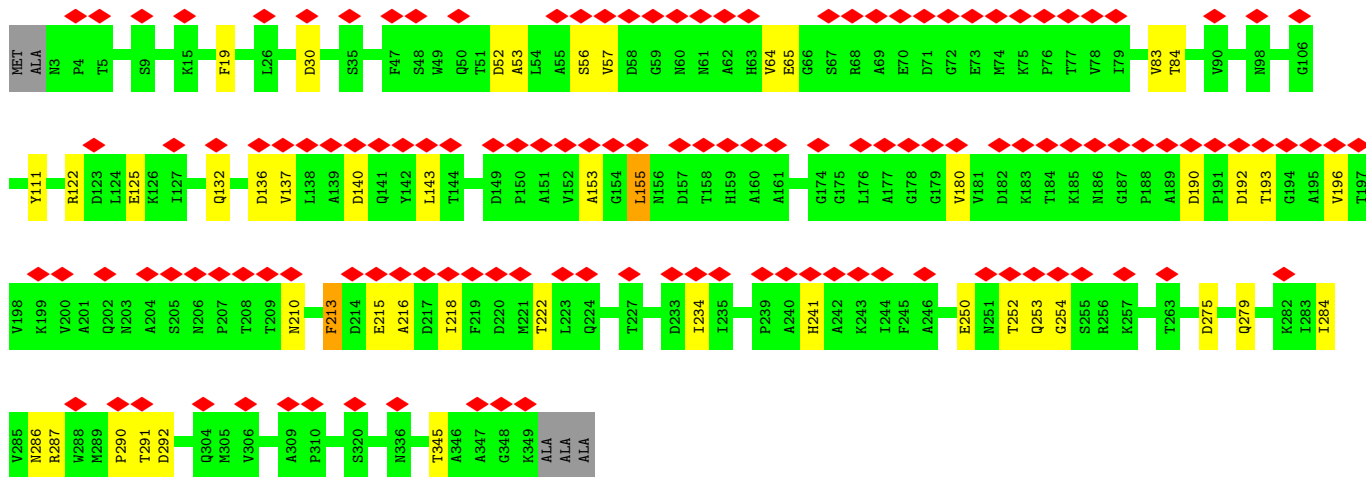 MET ALA N3 P4 T5 S9 K15 F19 L26 D30 S35 F47 S48 W49 Q50 T51 D52 A53 L54 A55 S56 V57 D58 G59 N60 N61 A62 H63 V64 E65 G66 S67 R68 A69 E70 D71 G72 E73 M74 K75 P76 T77 V78 I79 V83 T84 V90 N98 G106
Y111 R122 D123 L124 E125 K126 I127 Q132 D136 V137 L138 A139 D140 Q141 Y142 L143 T144 D149 P150 A151 V152 A153 G154 L155 N156 D157 T158 H159 A160 A161 G174 G175 L176 A177 G178 G179 V180 V181 D182 K183 T184 K185 N186 G187 P188 A189 D190 P191 D192 T193 G194 A195 V196 T197
V198 K199 V200 A201 Q202 N203 A204 S205 N206 P207 T208 T209 N210 F213 D214 E215 A216 D217 I218 F219 D220 M221 T222 L223 Q224 T227 D233 I234 I235 P239 A240 H241 A242 K243 I244 F245 A246 E250 N251 T252 Q253 G254 S255 R256 K257 T263 D275 Q279 K282 I283 I284
V285 N286 R287 W288 M289 P290 T291 D292 Q304 M305 V306 A309 P310 S320 N336 T345 A346 A347 G348 K349 ALA ALA ALA